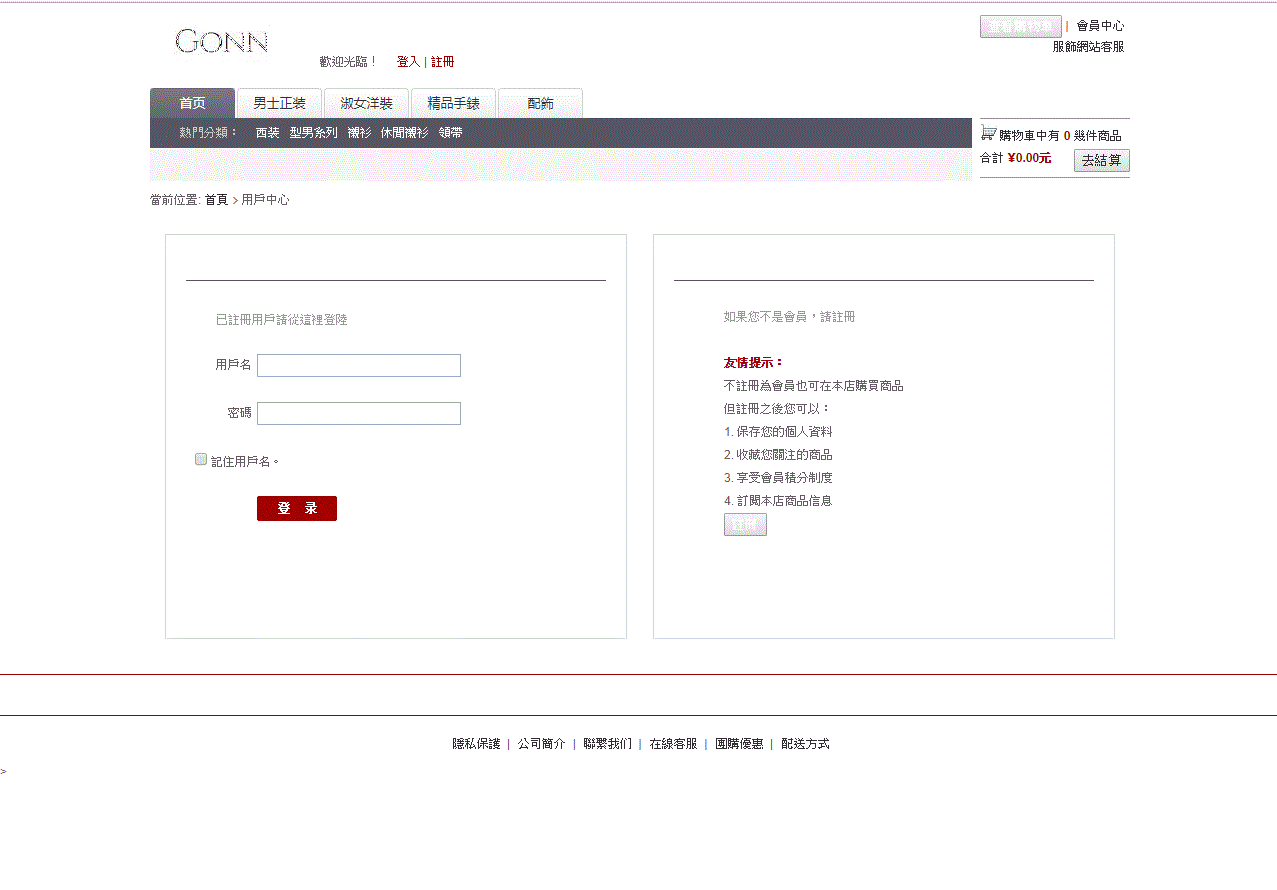 GONN
歡迎光臨！ 登入 | 註冊
| 會員中心
服飾網站客服
首页 男士正装 淑女洋裝 精品手錶 配飾
熱門分類： 西装 型男系列 襯衫 休閒襯衫 領帶
購物車中有 0 幾件商品
合計 ¥0.00元 去結算
當前位置: 首頁 > 用戶中心
已註冊用戶請從這裡登陸
用戶名
密碼
記住用戶名。
登 录
如果您不是會員，請註冊
友情提示：
不註冊為會員也可在本店購買商品
但註冊之後您可以：
1. 保存您的個人資料
2. 收藏您關注的商品
3. 享受會員積分制度
4. 訂閱本店商品信息
隱私保護 | 公司簡介 | 聯繫我们 | 在線客服 | 團購優惠 | 配送方式
>